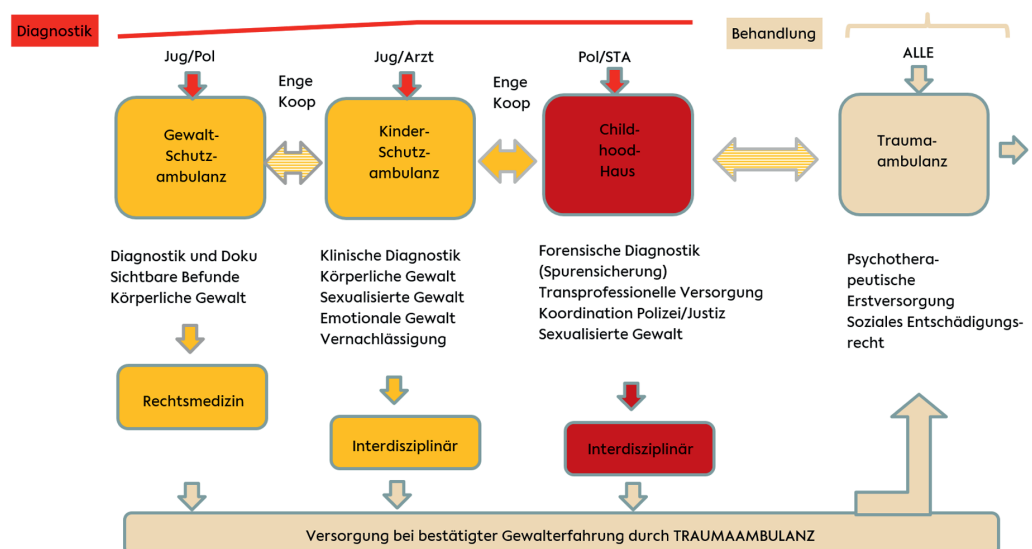 Diagnostik
Behandlung
Jug/Pol
Jug/Arzt
Pol/STA
ALLE
Enge
Koop
Enge
Koop
Gewalt-
Schutz-
ambulanz
Kinder-
Schutz-
ambulanz
Child-
hood-
Haus
Trauma-
ambulanz
Diagnostik und Doku
Sichtbare Befunde
Körperliche Gewalt
Klinische Diagnostik
Körperliche Gewalt
Sexualisierte Gewalt
Emotionale Gewalt
Vernachlässigung
Forensische Diagnostik
(Spurensicherung)
Transprofessionelle Versorgung
Koordination Polizei/Justiz
Sexualisierte Gewalt
Psychothera-
peutische
Erstversorgung
Soziales Entschädigungs-
recht
Rechtsmedizin
Interdisziplinär
Interdisziplinär
Versorgung bei bestätigter Gewalterfahrung durch TRAUMAAMBULANZ